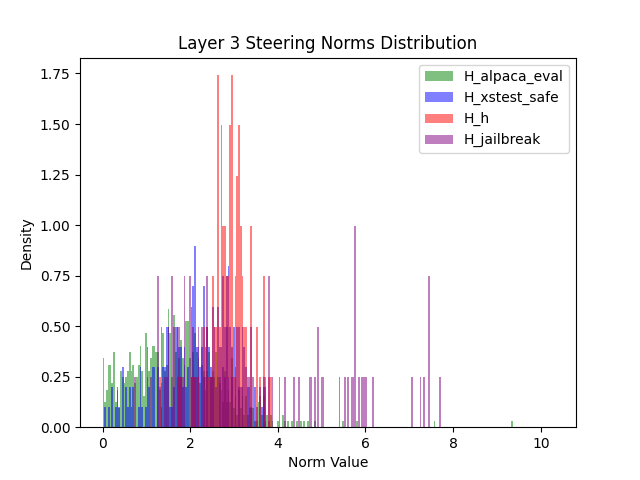 Layer 3 Steering Norms Distribution
H_alpaca_eval
H_xstest_safe
H_h
H_jailbreak
1.75
1.50
1.25
1.00
0.75
0.50
0.25
0.00
Density
0 2 4 6 8 10
Norm Value